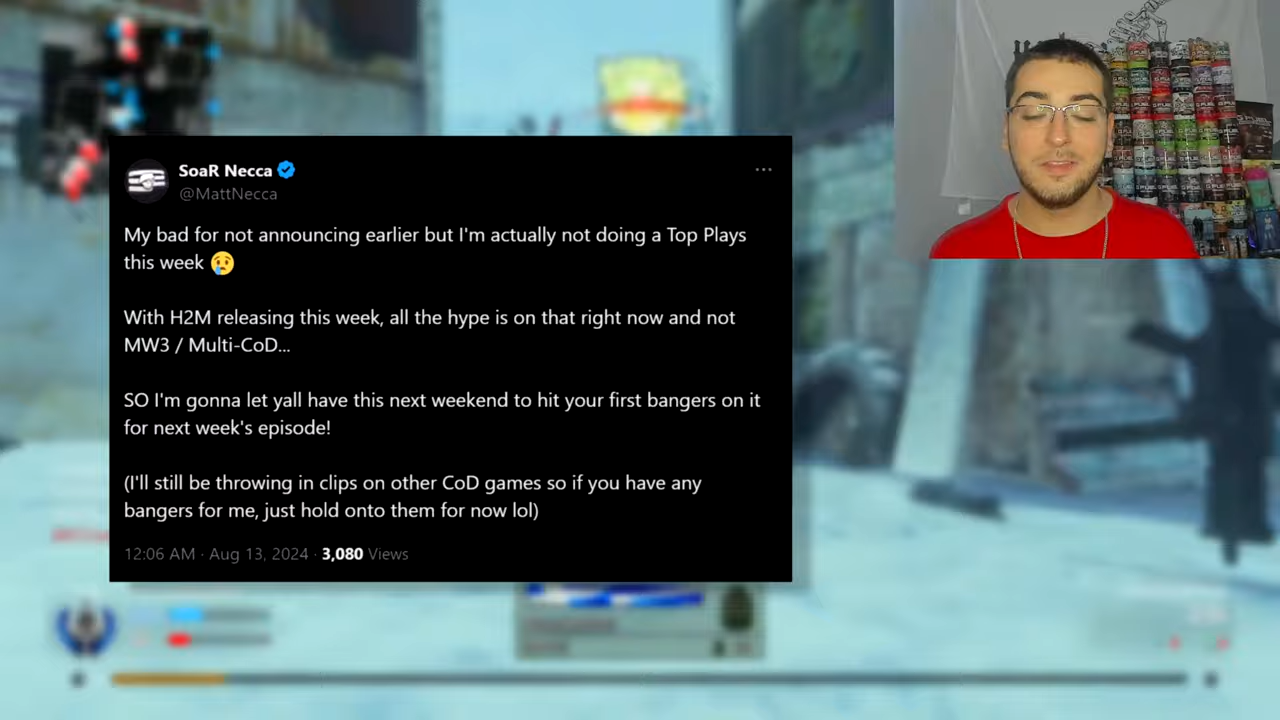 SoaR Necca
@MattNecca
My bad for not announcing earlier but I'm actually not doing a Top Plays
this week 😢
With H2M releasing this week, all the hype is on that right now and not
MW3 / Multi-CoD...
SO I'm gonna let yall have this next weekend to hit your first bangers on it
for next week's episode!
(I'll still be throwing in clips on other CoD games so if you have any
bangers for me, just hold onto them for now lol)
12:06 AM · Aug 13, 2024 · 3,080 Views